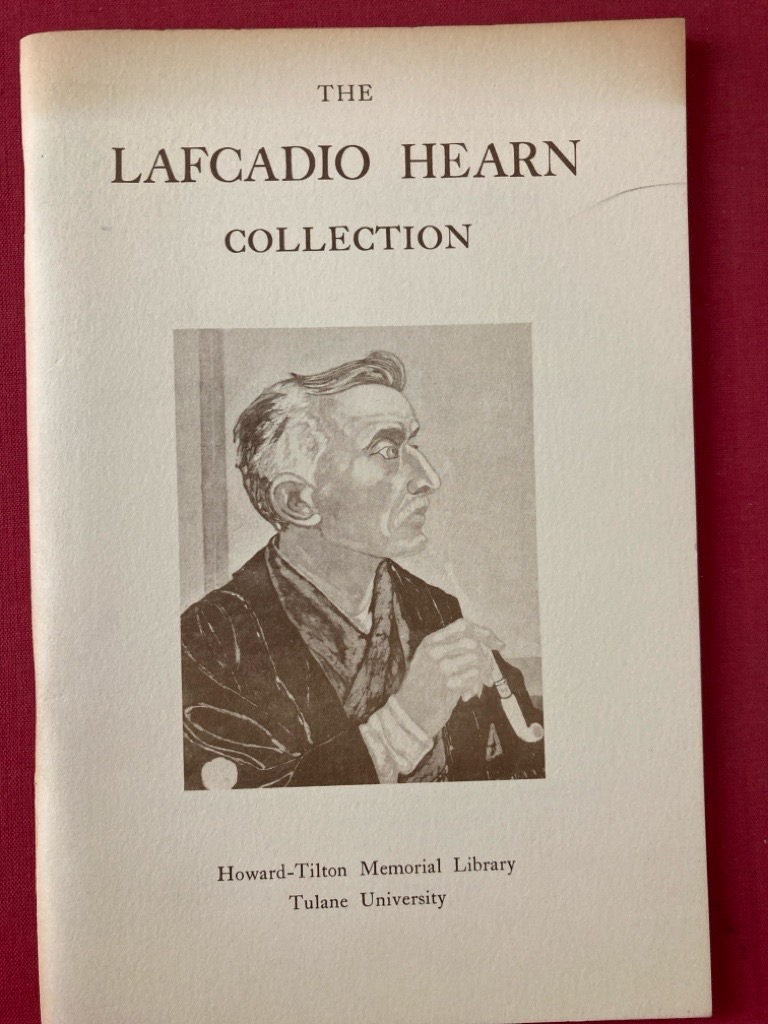 THE
LAFCADIO HEARN
COLLECTION
Howard-Tilton Memorial Library
Tulane University